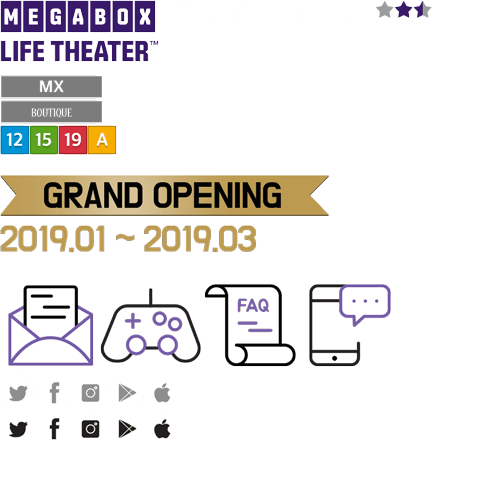 MEGABOX
LIFE THEATER™
MX
BOUTIQUE
12 15 19 A
GRAND OPENING
2019.01 ~ 2019.03
FAQ